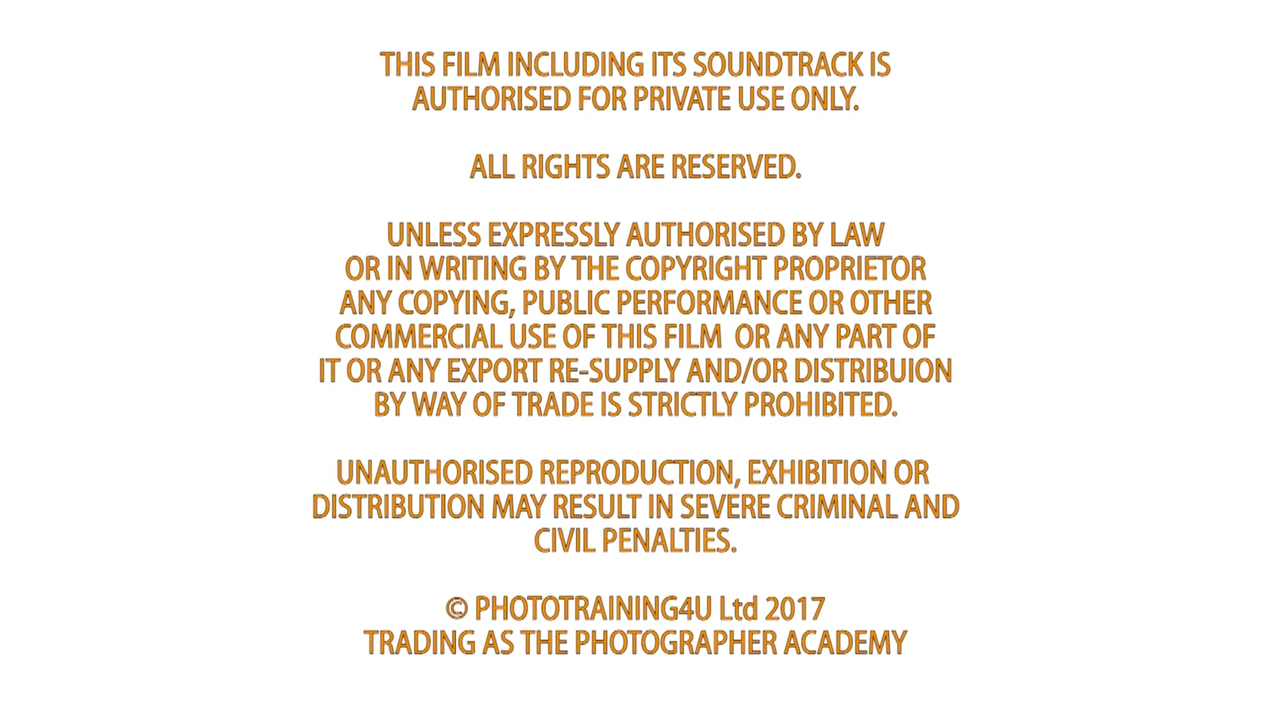 THIS FILM INCLUDING ITS SOUNDTRACK IS
AUTHORISED FOR PRIVATE USE ONLY.
ALL RIGHTS ARE RESERVED.
UNLESS EXPRESSLY AUTHORISED BY LAW
OR IN WRITING BY THE COPYRIGHT PROPRIETOR
ANY COPYING, PUBLIC PERFORMANCE OR OTHER
COMMERCIAL USE OF THIS FILM  OR ANY PART OF
IT OR ANY EXPORT RE-SUPPLY AND/OR DISTRIBUION
BY WAY OF TRADE IS STRICTLY PROHIBITED.
UNAUTHORISED REPRODUCTION, EXHIBITION OR
DISTRIBUTION MAY RESULT IN SEVERE CRIMINAL AND
CIVIL PENALTIES.
© PHOTOTRAINING4U Ltd 2017
TRADING AS THE PHOTOGRAPHER ACADEMY